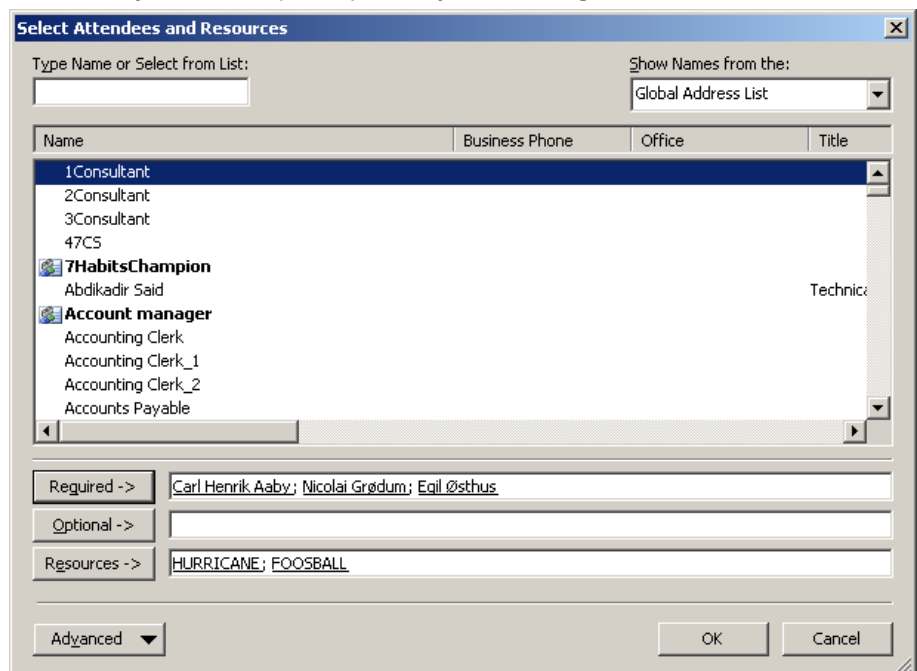 Select Attendees and Resources
Type Name or Select from List:
Show Names from the:
Global Address List
Name Business Phone Office Title
1Consultant
2Consultant
3Consultant
47CS
7HabitsChampion
Abdikadir Said Technica
Account manager
Accounting Clerk
Accounting Clerk_1
Accounting Clerk_2
Accounts Payable
Required -> Carl Henrik Aaby; Nicolai Grødum; Egil Østhus
Optional ->
Resources -> HURRICANE; FOOSBALL
Advanced OK Cancel